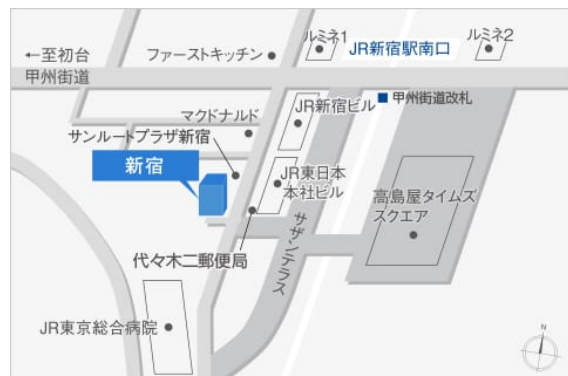 ルミネ1
ルミネ2
JR新宿駅南口
←至初台
ファーストキッチン
甲州街道
甲州街道改札
JR新宿ビル
マクドナルド
サンルートプラザ新宿
新宿
JR東日本
本社ビル
高島屋タイムズ
スクエア
サザンテラス
代々木二郵便局
JR東京総合病院
N